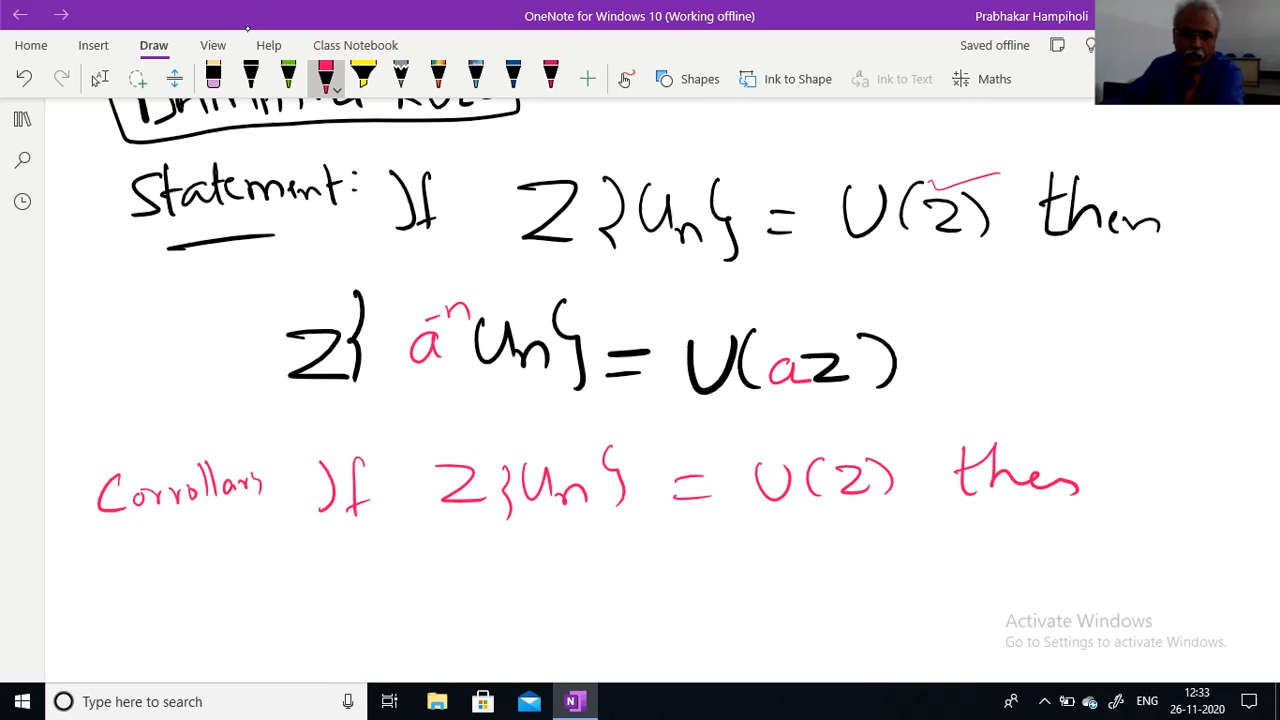 OneNote for Windows 10 (Working offline)
Prabhakar Hampiholi
Home Insert Draw View Help Class Notebook Saved offline
Shapes Ink to Shape Ink to Text Maths
Statement: If Z{Un} = U(z) then
Z{ a⁻ⁿ Un} = U(az)
Corrollary If Z{Un} = U(z) then
Activate Windows
Go to Settings to activate Windows.
Type here to search
ENG
12:33
26-11-2020